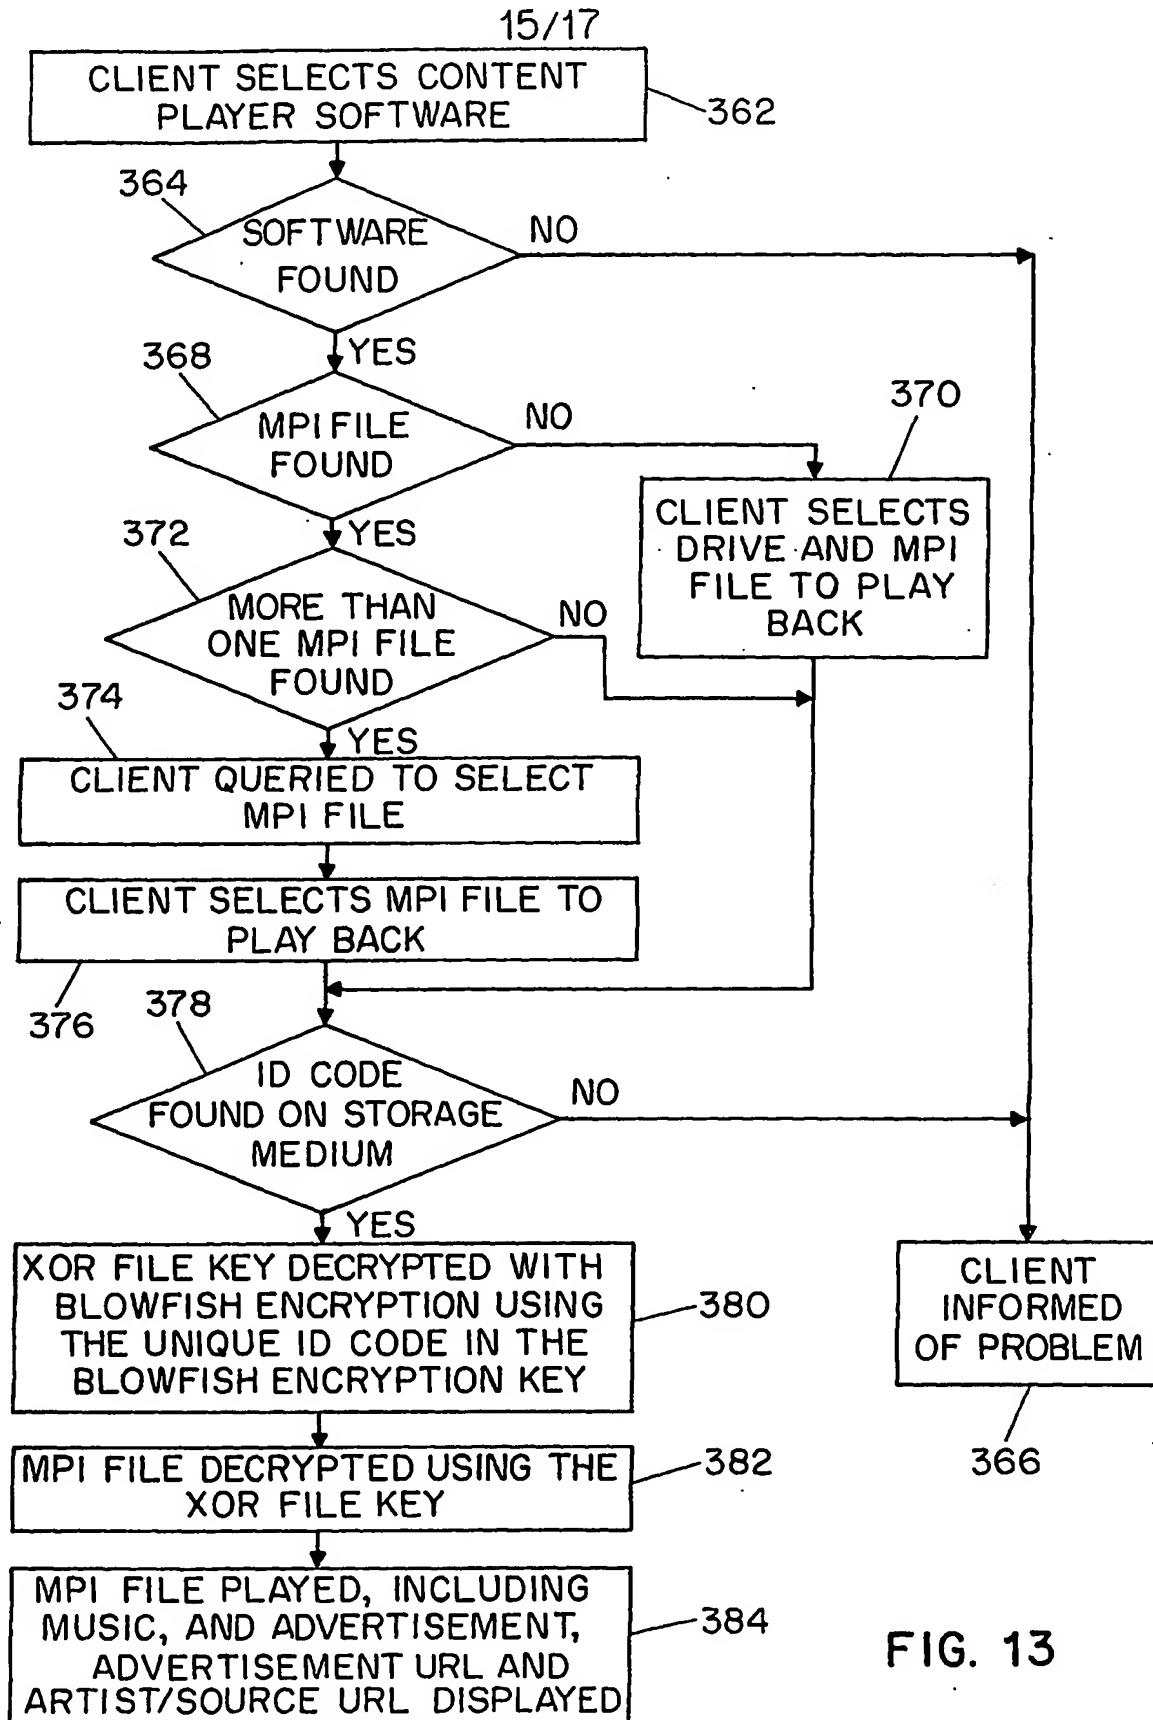 15/17
CLIENT SELECTS CONTENT
PLAYER SOFTWARE
362
364
SOFTWARE
FOUND
NO
YES
368
MPI FILE
FOUND
NO
370
CLIENT SELECTS
DRIVE AND MPI
FILE TO PLAY
BACK
YES
372
MORE THAN
ONE MPI FILE
FOUND
NO
374
YES
CLIENT QUERIED TO SELECT
MPI FILE
CLIENT SELECTS MPI FILE TO
PLAY BACK
376
378
ID CODE
FOUND ON STORAGE
MEDIUM
NO
YES
XOR FILE KEY DECRYPTED WITH
BLOWFISH ENCRYPTION USING
THE UNIQUE ID CODE IN THE
BLOWFISH ENCRYPTION KEY
380
CLIENT
INFORMED
OF PROBLEM
366
MPI FILE DECRYPTED USING THE
XOR FILE KEY
382
MPI FILE PLAYED, INCLUDING
MUSIC, AND ADVERTISEMENT,
ADVERTISEMENT URL AND
ARTIST/SOURCE URL DISPLAYED
384
FIG. 13